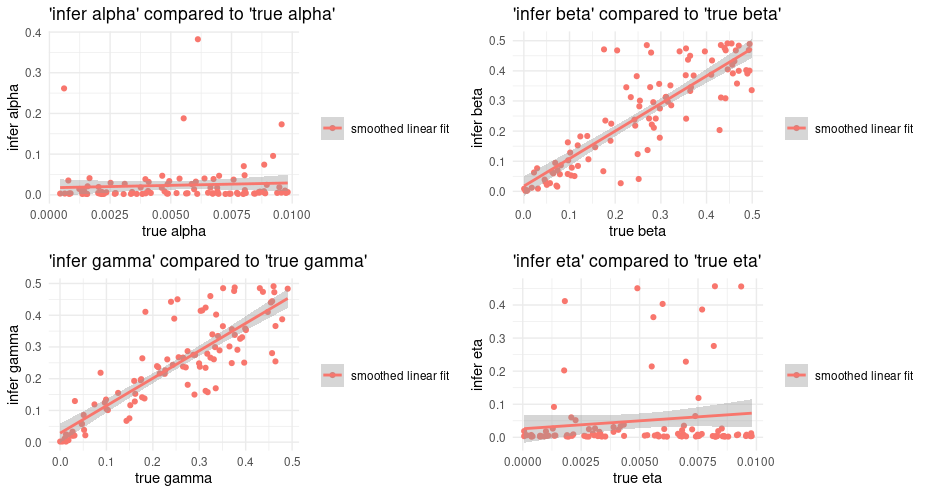 'infer alpha' compared to 'true alpha'
infer alpha
0.4
0.3
0.2
0.1
0.0
0.0000 0.0025 0.0050 0.0075 0.0100
true alpha
smoothed linear fit
'infer beta' compared to 'true beta'
infer beta
0.5
0.4
0.3
0.2
0.1
0.0
0.0 0.1 0.2 0.3 0.4 0.5
true beta
smoothed linear fit
'infer gamma' compared to 'true gamma'
infer gamma
0.5
0.4
0.3
0.2
0.1
0.0
0.0 0.1 0.2 0.3 0.4 0.5
true gamma
smoothed linear fit
'infer eta' compared to 'true eta'
infer eta
0.4
0.3
0.2
0.1
0.0
0.0000 0.0025 0.0050 0.0075 0.0100
true eta
smoothed linear fit